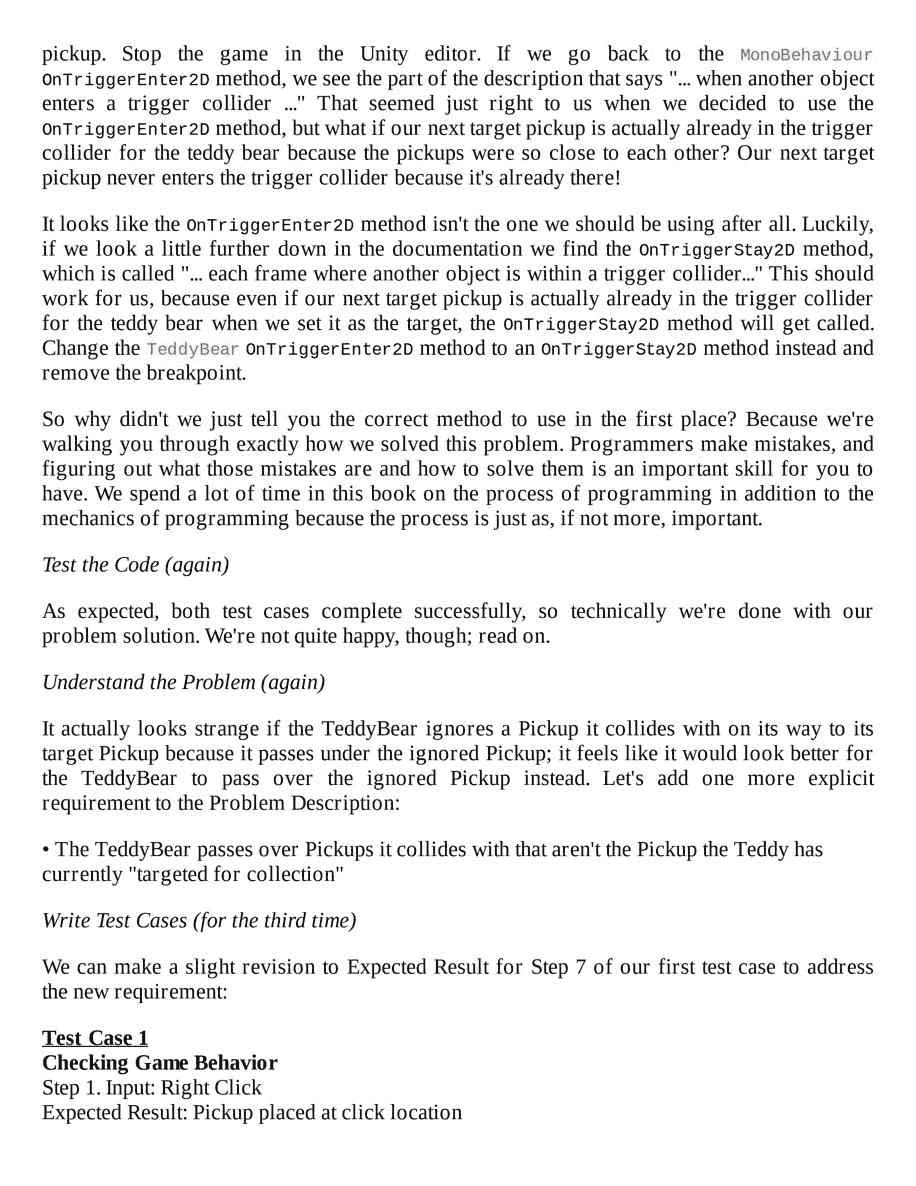 pickup. Stop the game in the Unity editor. If we go back to the MonoBehaviour
OnTriggerEnter2D method, we see the part of the description that says "... when another object
enters a trigger collider ..." That seemed just right to us when we decided to use the
OnTriggerEnter2D method, but what if our next target pickup is actually already in the trigger
collider for the teddy bear because the pickups were so close to each other? Our next target
pickup never enters the trigger collider because it's already there!
It looks like the OnTriggerEnter2D method isn't the one we should be using after all. Luckily,
if we look a little further down in the documentation we find the OnTriggerStay2D method,
which is called "... each frame where another object is within a trigger collider..." This should
work for us, because even if our next target pickup is actually already in the trigger collider
for the teddy bear when we set it as the target, the OnTriggerStay2D method will get called.
Change the TeddyBear OnTriggerEnter2D method to an OnTriggerStay2D method instead and
remove the breakpoint.
So why didn't we just tell you the correct method to use in the first place? Because we're
walking you through exactly how we solved this problem. Programmers make mistakes, and
figuring out what those mistakes are and how to solve them is an important skill for you to
have. We spend a lot of time in this book on the process of programming in addition to the
mechanics of programming because the process is just as, if not more, important.
Test the Code (again)
As expected, both test cases complete successfully, so technically we're done with our
problem solution. We're not quite happy, though; read on.
Understand the Problem (again)
It actually looks strange if the TeddyBear ignores a Pickup it collides with on its way to its
target Pickup because it passes under the ignored Pickup; it feels like it would look better for
the TeddyBear to pass over the ignored Pickup instead. Let's add one more explicit
requirement to the Problem Description:
• The TeddyBear passes over Pickups it collides with that aren't the Pickup the Teddy has
currently "targeted for collection"
Write Test Cases (for the third time)
We can make a slight revision to Expected Result for Step 7 of our first test case to address
the new requirement:
Test Case 1
Checking Game Behavior
Step 1. Input: Right Click
Expected Result: Pickup placed at click location